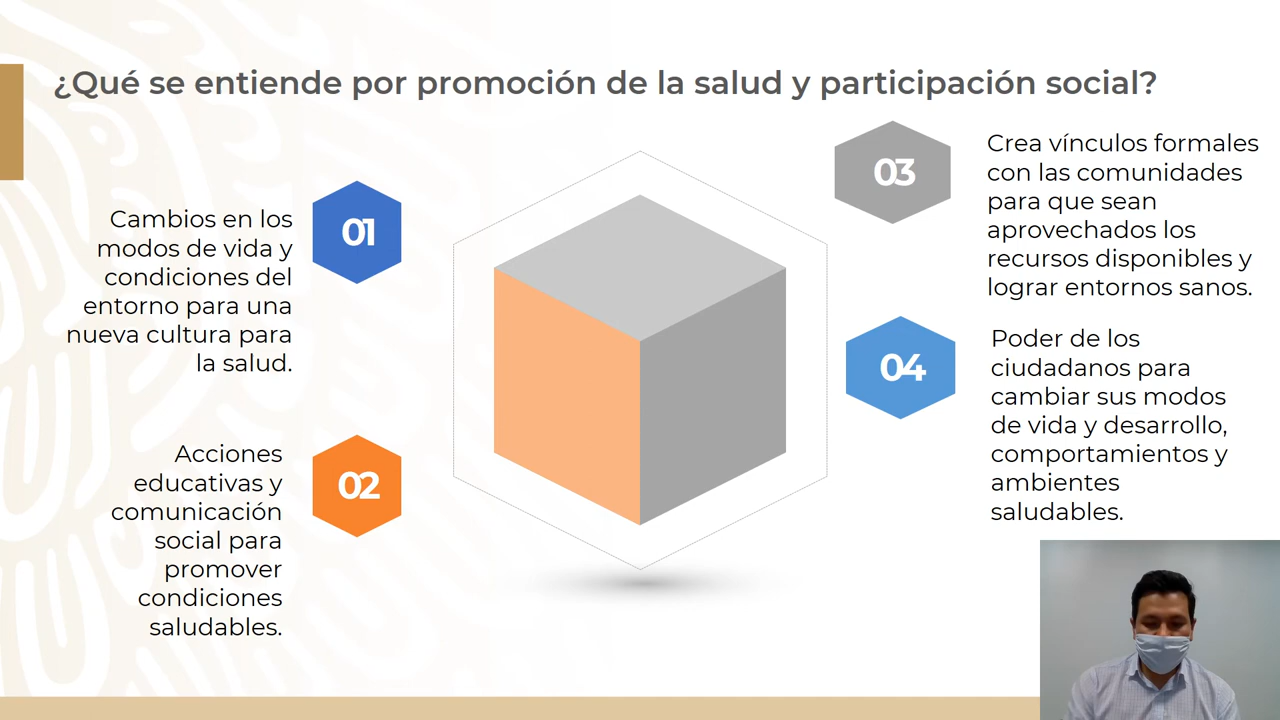 ¿Qué se entiende por promoción de la salud y participación social?
01
Cambios en los
modos de vida y
condiciones del
entorno para una
nueva cultura para
la salud.
02
Acciones
educativas y
comunicación
social para
promover
condiciones
saludables.
03
Crea vínculos formales
con las comunidades
para que sean
aprovechados los
recursos disponibles y
lograr entornos sanos.
04
Poder de los
ciudadanos para
cambiar sus modos
de vida y desarrollo,
comportamientos y
ambientes
saludables.